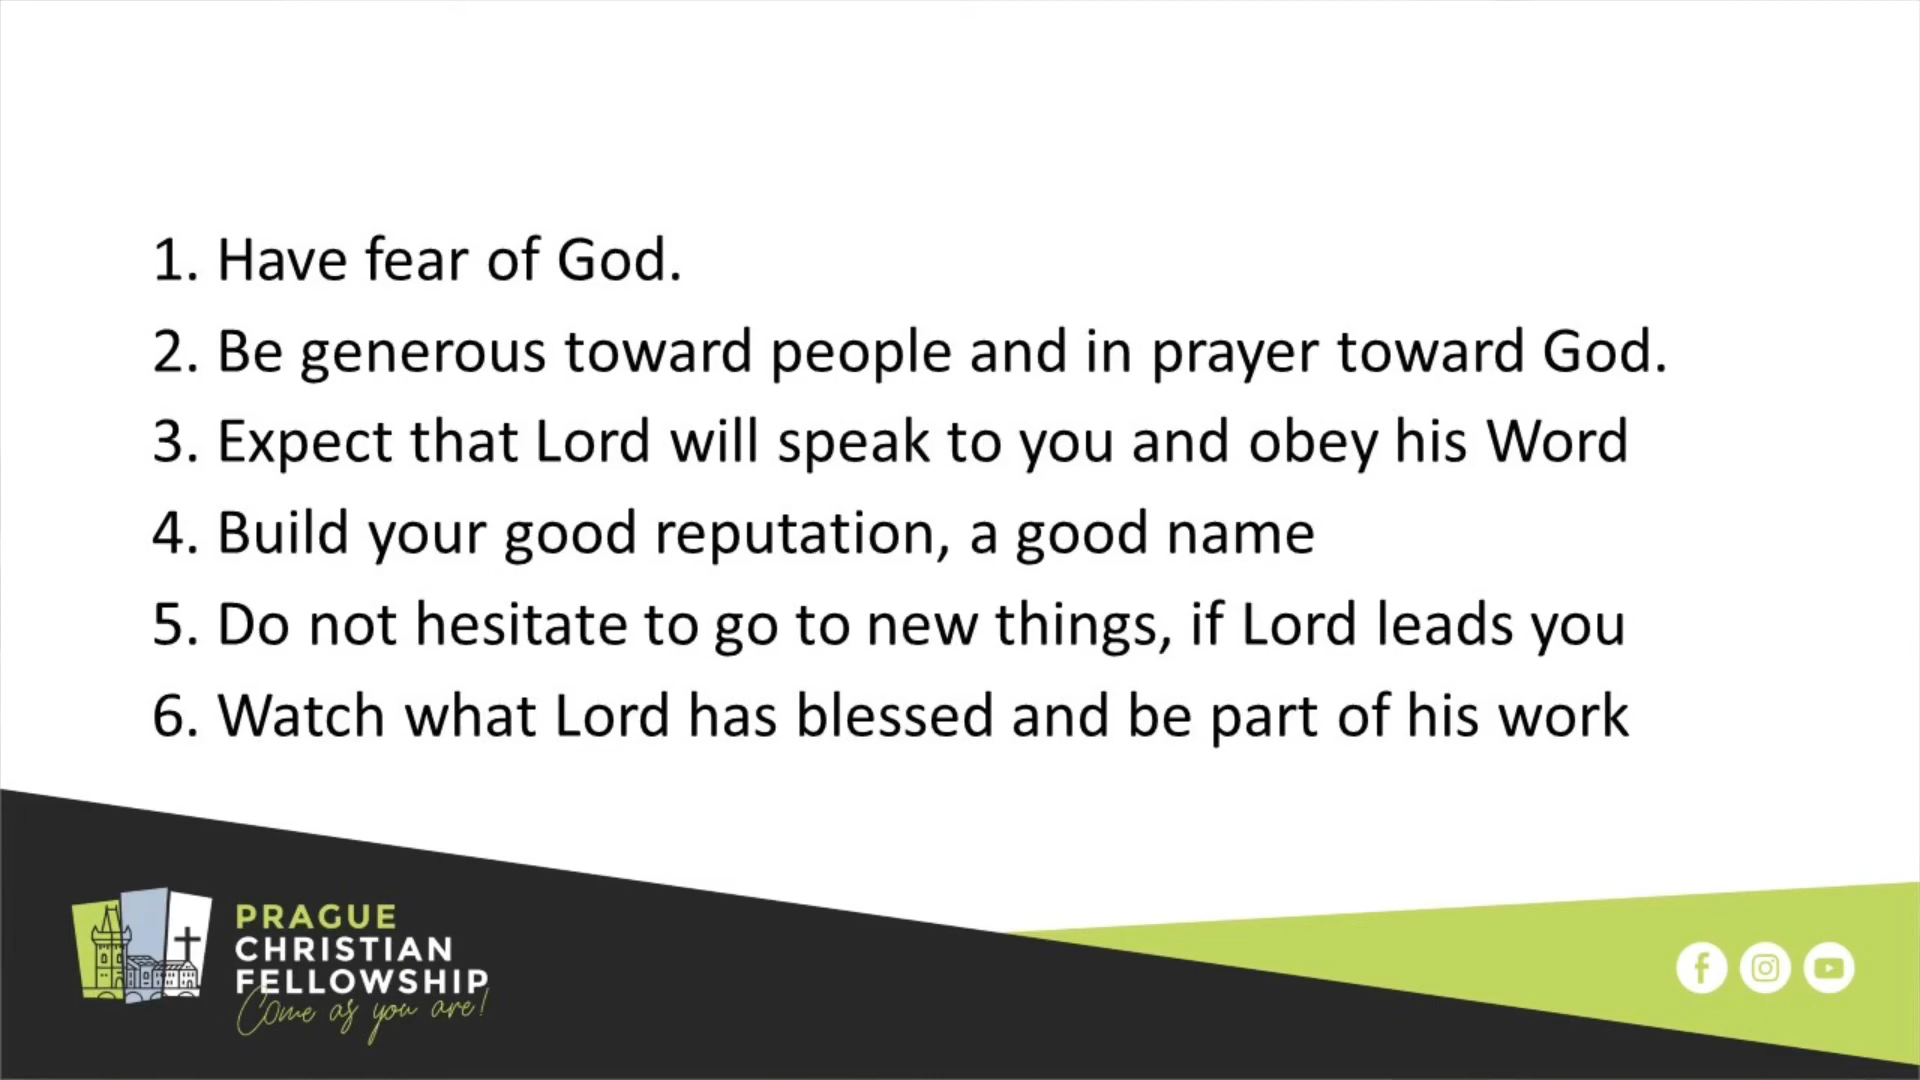 1. Have fear of God.
2. Be generous toward people and in prayer toward God.
3. Expect that Lord will speak to you and obey his Word
4. Build your good reputation, a good name
5. Do not hesitate to go to new things, if Lord leads you
6. Watch what Lord has blessed and be part of his work
PRAGUE
CHRISTIAN
FELLOWSHIP
Come as you are!